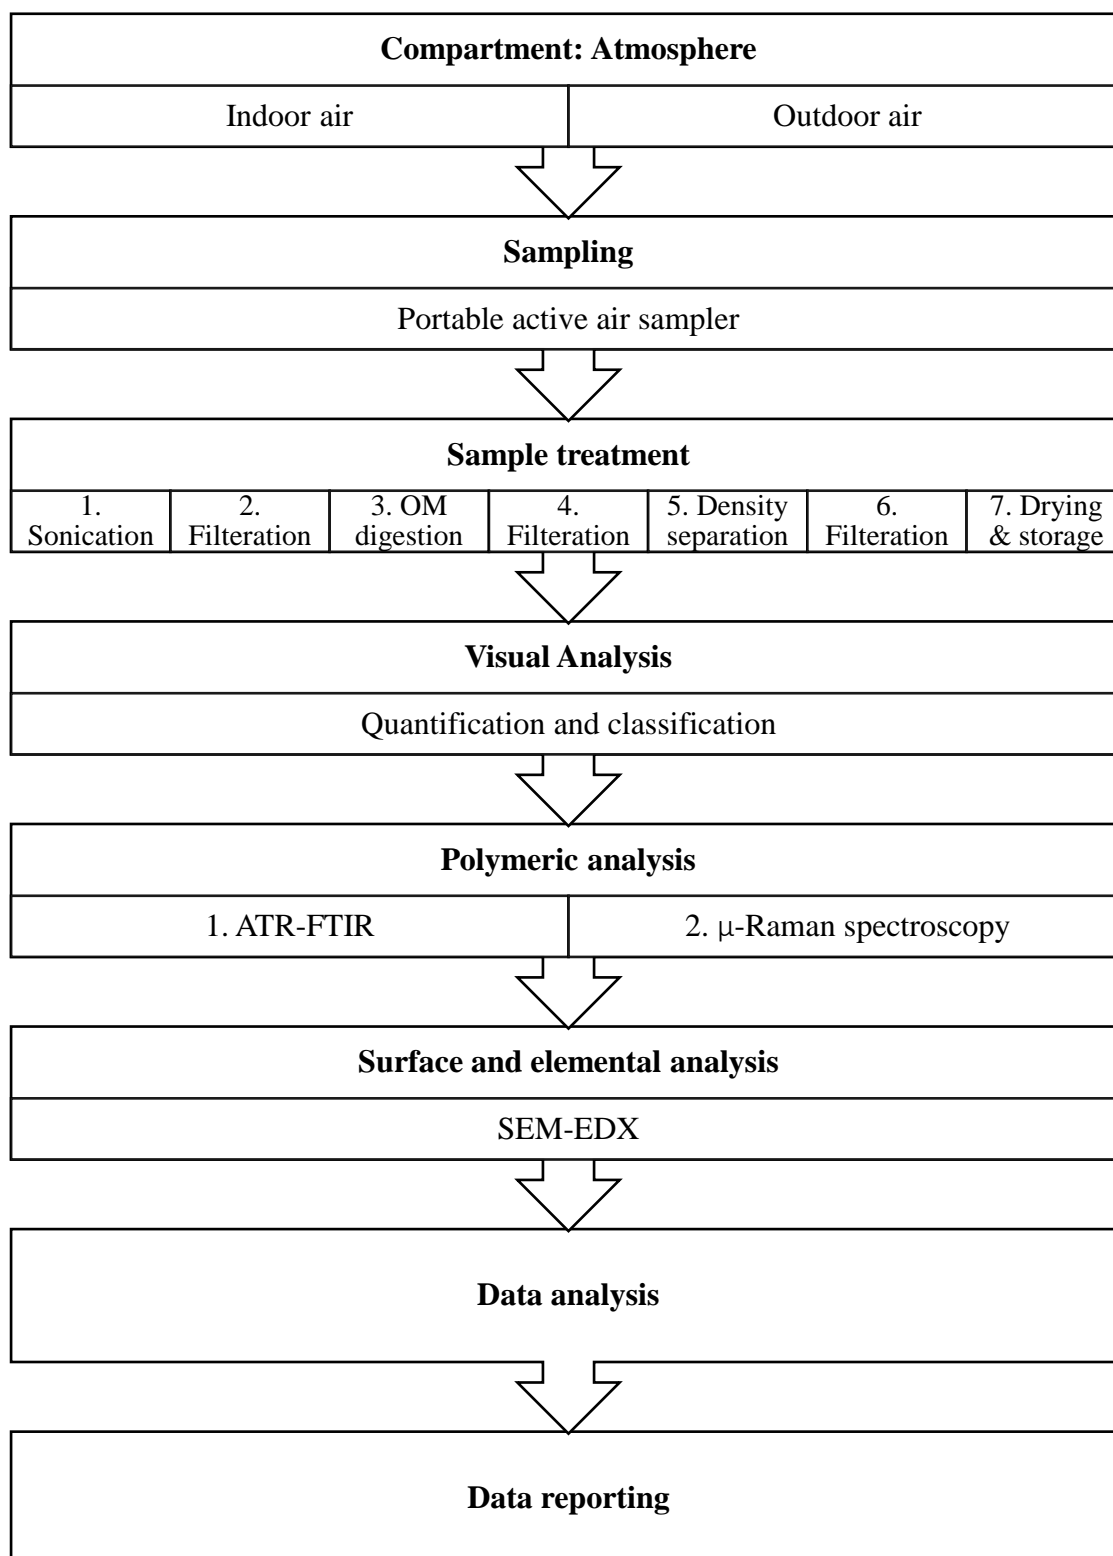 Compartment: Atmosphere
Indoor air
Outdoor air
Sampling
Portable active air sampler
Sample treatment
1.
Sonication
2.
Filteration
3. OM
digestion
4.
Filteration
5. Density
separation
6.
Filteration
7. Drying
& storage
Visual Analysis
Quantification and classification
Polymeric analysis
1. ATR-FTIR
2. μ-Raman spectroscopy
Surface and elemental analysis
SEM-EDX
Data analysis
Data reporting